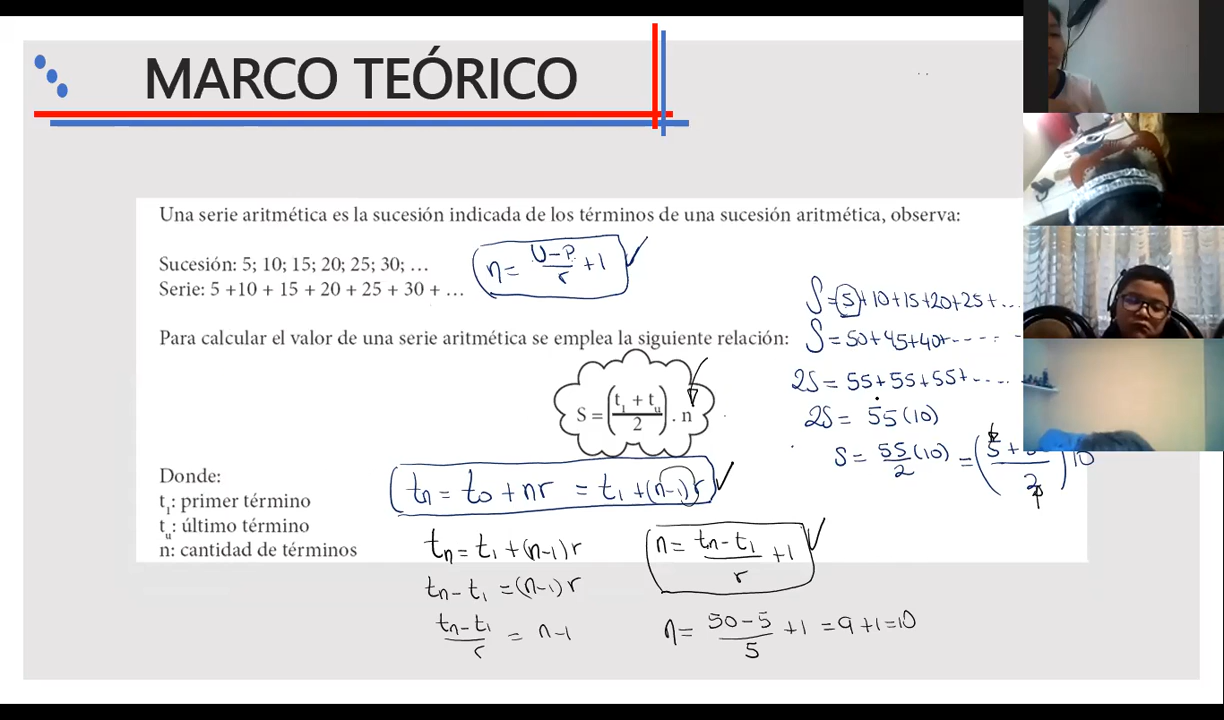 MARCO TEÓRICO
Una serie aritmética es la sucesión indicada de los términos de una sucesión aritmética, observa:
Sucesión: 5; 10; 15; 20; 25; 30; …
Serie: 5 +10 + 15 + 20 + 25 + 30 + …
n = (U-P)/r + 1
Para calcular el valor de una serie aritmética se emplea la siguiente relación:
S = ((t₁ + tᵤ)/2) . n
S = 5+10+15+20+25+...
S = 50+45+40+-----
2S = 55+55+55+.....
2S = 55(10)
S = 55/2 (10) = (5 + /2) 10
Donde:
t₁: primer término
tᵤ: último término
n: cantidad de términos
tn = t0 + nr = t₁ + (n-1)r
tn = t₁ + (n-1)r
tn - t₁ = (n-1)r
(tn - t₁)/r = n-1
n = (tn - t₁)/r + 1
n = (50-5)/5 + 1 = 9+1 = 10